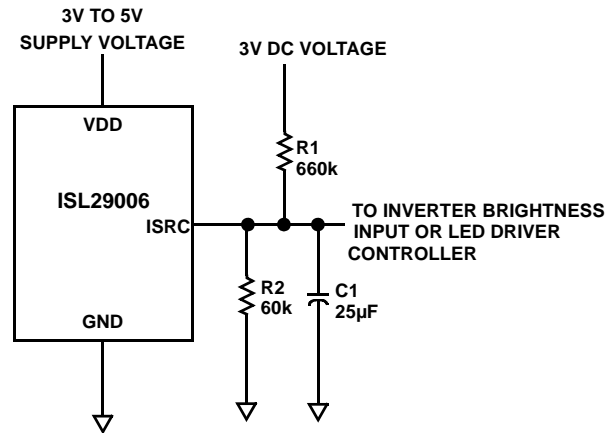 3V TO 5V
SUPPLY VOLTAGE
3V DC VOLTAGE
VDD
R1
660k
ISL29006
ISRC
TO INVERTER BRIGHTNESS
INPUT OR LED DRIVER
CONTROLLER
R2
60k
C1
25µF
GND